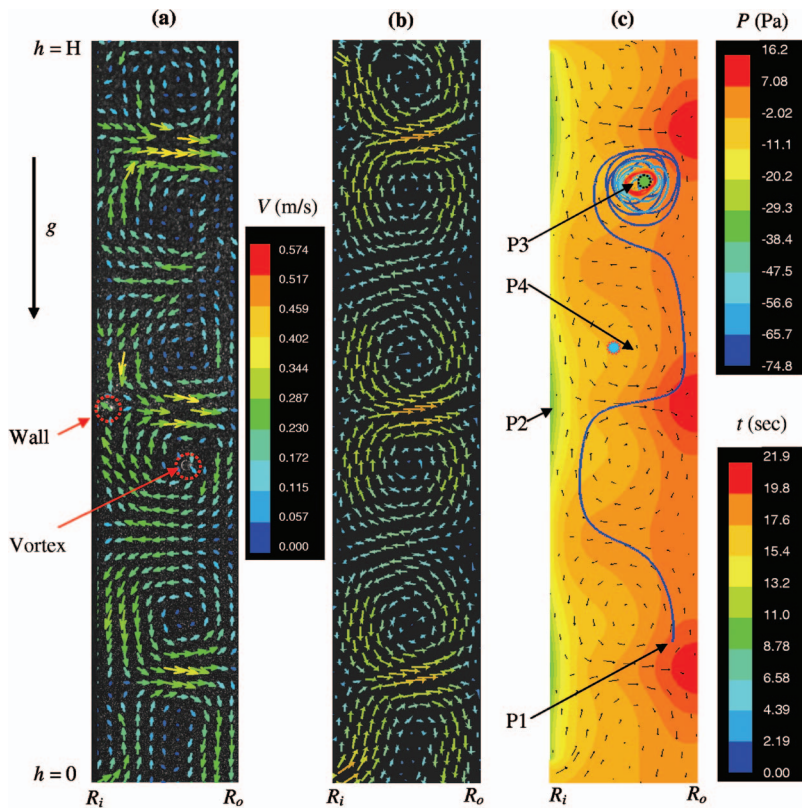 (a)
(b)
(c)
P (Pa)
h = H
16.2
7.08
-2.02
-11.1
-20.2
-29.3
-38.4
-47.5
-56.6
-65.7
-74.8
g
V (m/s)
0.574
0.517
0.459
0.402
0.344
0.287
0.230
0.172
0.115
0.057
0.000
P3
P4
P2
Wall
Vortex
t (sec)
21.9
19.8
17.6
15.4
13.2
11.0
8.78
6.58
4.39
2.19
0.00
P1
h = 0
Ri Ro Ri Ro Ri Ro